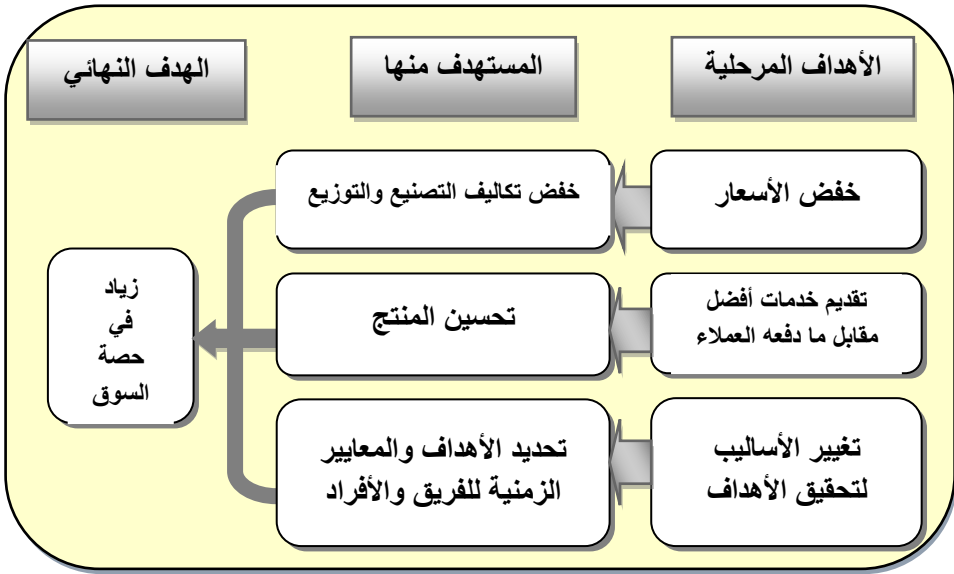 الأهداف المرحلية
المستهدف منها
الهدف النهائي
خفض الأسعار
خفض تكاليف التصنيع والتوزيع
تقديم خدمات أفضل
مقابل ما دفعه العملاء
تحسين المنتج
زياد
في
حصة
السوق
تغيير الأساليب
لتحقيق الأهداف
تحديد الأهداف والمعايير
الزمنية للفريق والأفراد